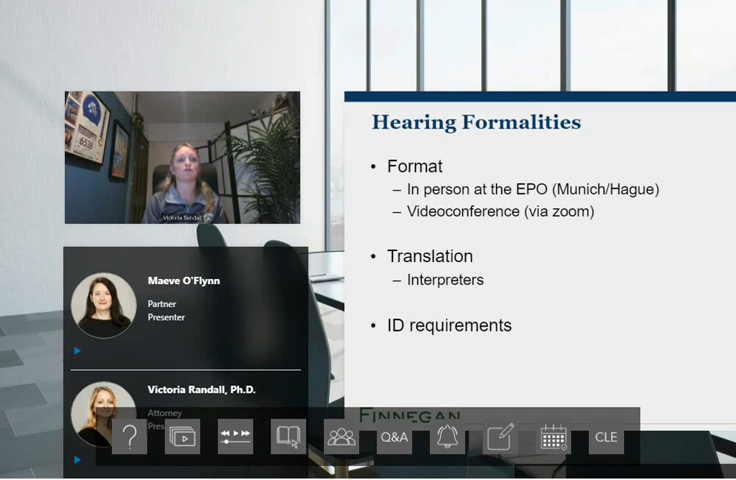 6531
Victoria Randall
Maeve O'Flynn
Partner
Presenter
Victoria Randall, Ph.D.
Attorney
Hearing Formalities
• Format
– In person at the EPO (Munich/Hague)
– Videoconference (via zoom)
• Translation
– Interpreters
• ID requirements
FINNEGAN
?
Q&A
CLE